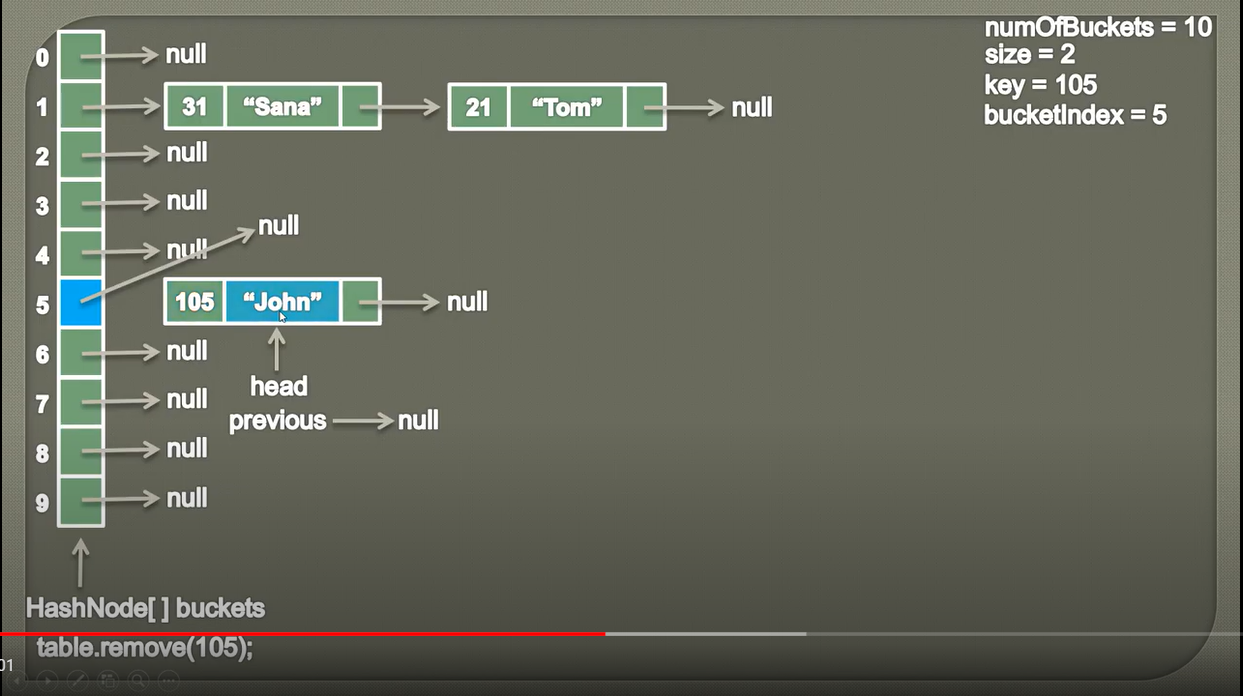 numOfBuckets = 10
size = 2
key = 105
bucketIndex = 5
0 null
1 31 “Sana” 21 “Tom” null
2 null
3 null
null
4 null
5 105 “John” null
6 null
head
7 null
previous null
8 null
9 null
HashNode[ ] buckets
table.remove(105);
01